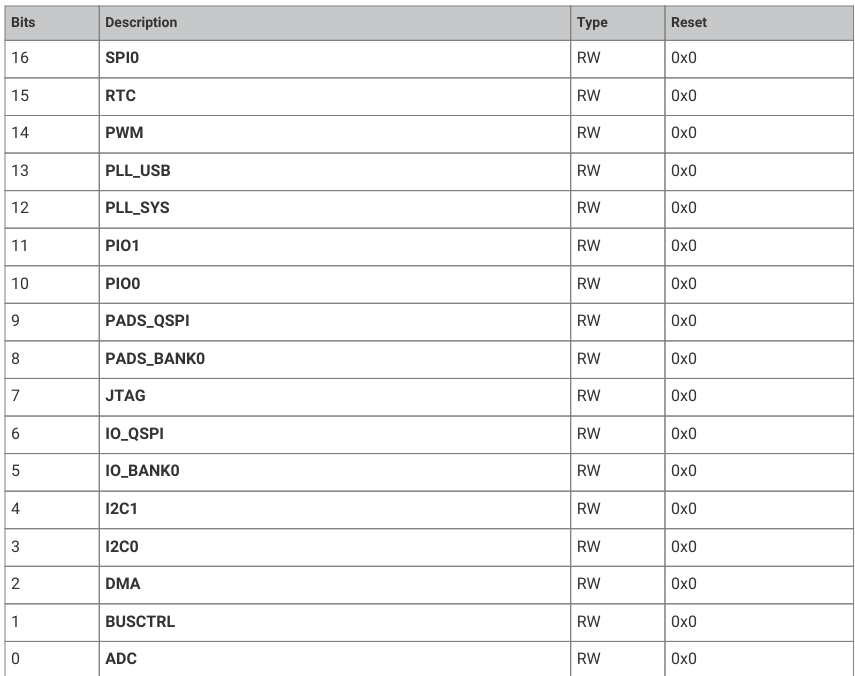 Bits Description Type Reset
16 SPI0 RW 0x0
15 RTC RW 0x0
14 PWM RW 0x0
13 PLL_USB RW 0x0
12 PLL_SYS RW 0x0
11 PIO1 RW 0x0
10 PIO0 RW 0x0
9 PADS_QSPI RW 0x0
8 PADS_BANK0 RW 0x0
7 JTAG RW 0x0
6 IO_QSPI RW 0x0
5 IO_BANK0 RW 0x0
4 I2C1 RW 0x0
3 I2C0 RW 0x0
2 DMA RW 0x0
1 BUSCTRL RW 0x0
0 ADC RW 0x0